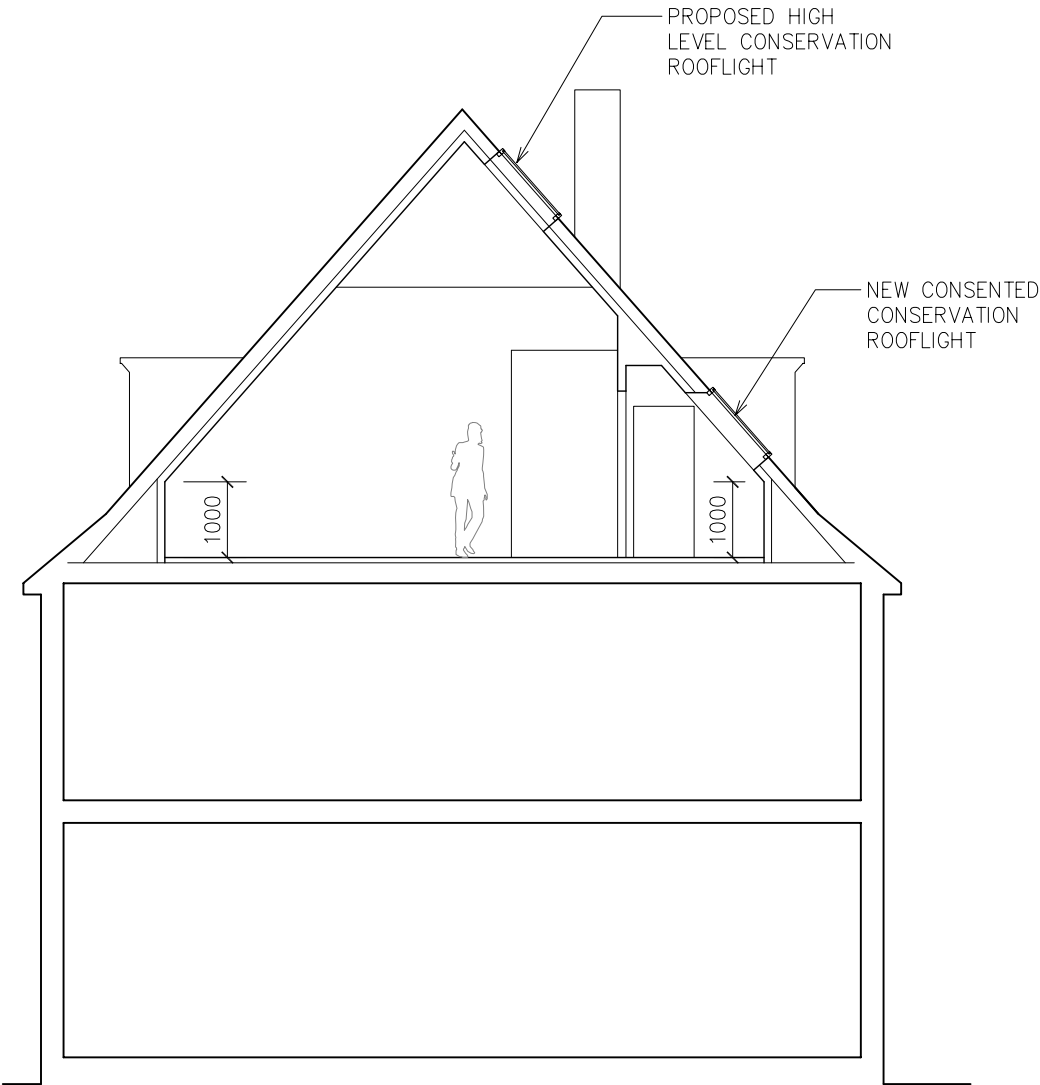 PROPOSED HIGH
LEVEL CONSERVATION
ROOFLIGHT
NEW CONSENTED
CONSERVATION
ROOFLIGHT
1000
1000